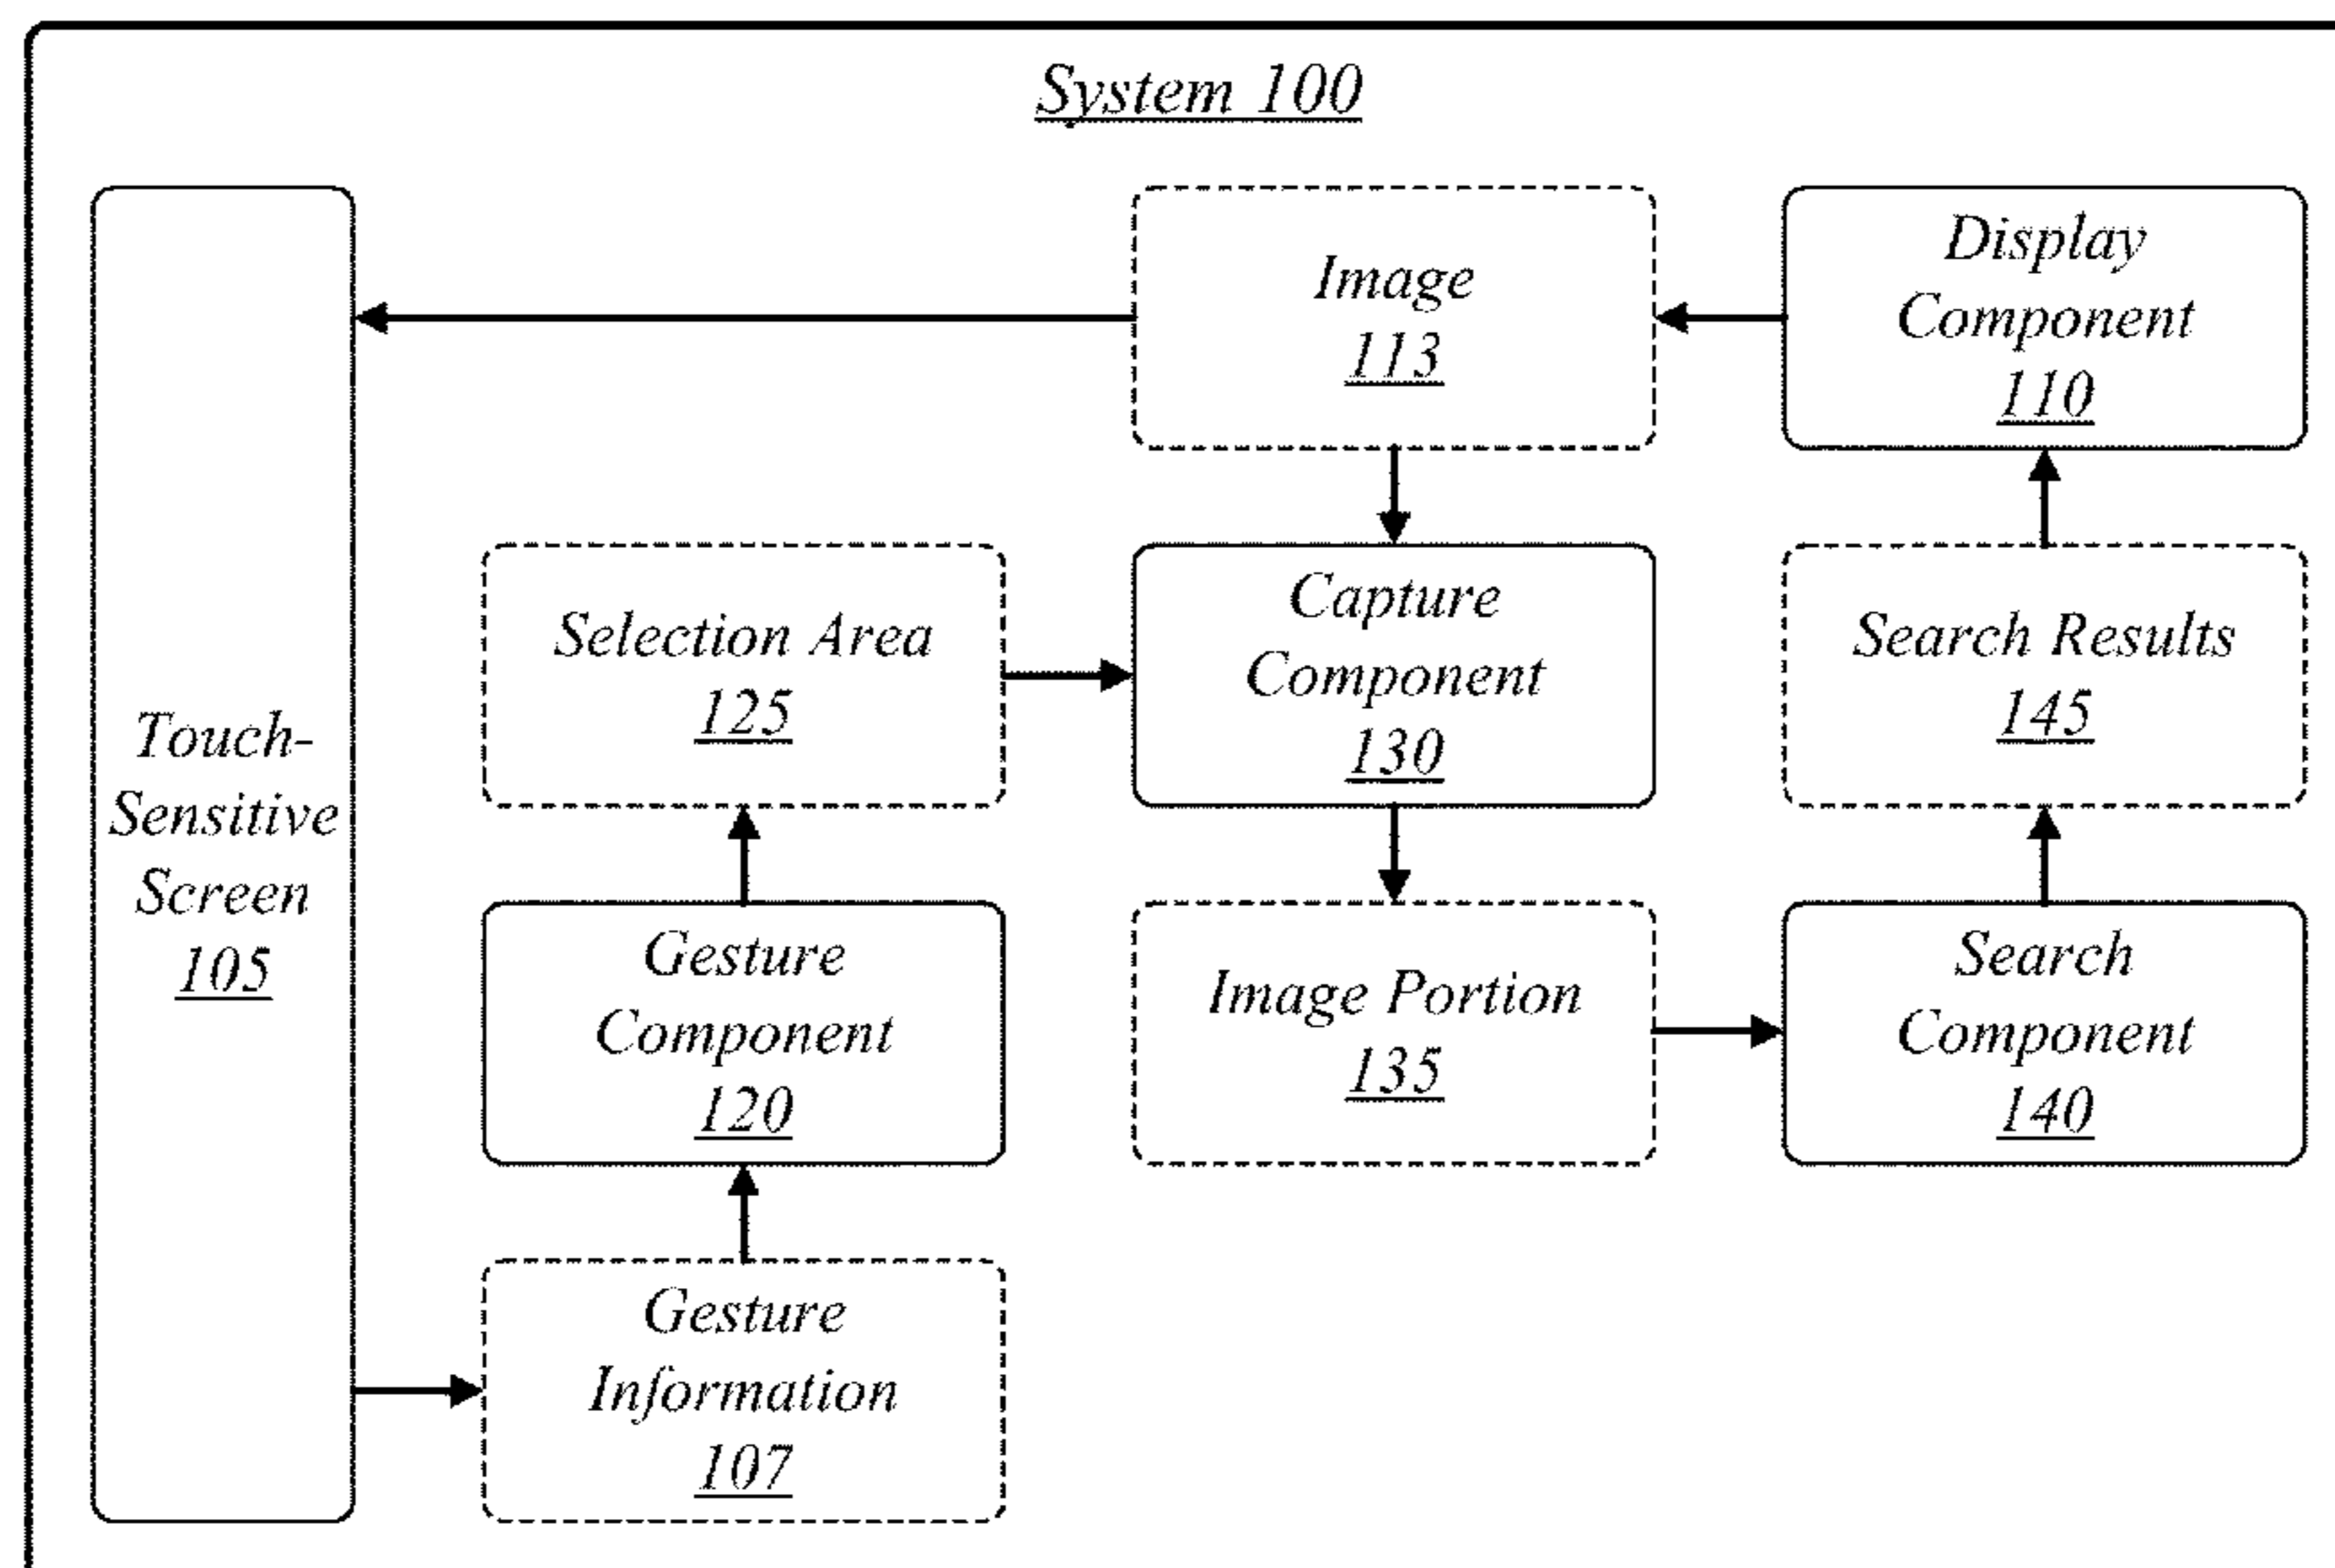 System 100
Touch-
Sensitive
Screen
105
Image
113
Display
Component
110
Selection Area
125
Capture
Component
130
Search Results
145
Gesture
Component
120
Image Portion
135
Search
Component
140
Gesture
Information
107